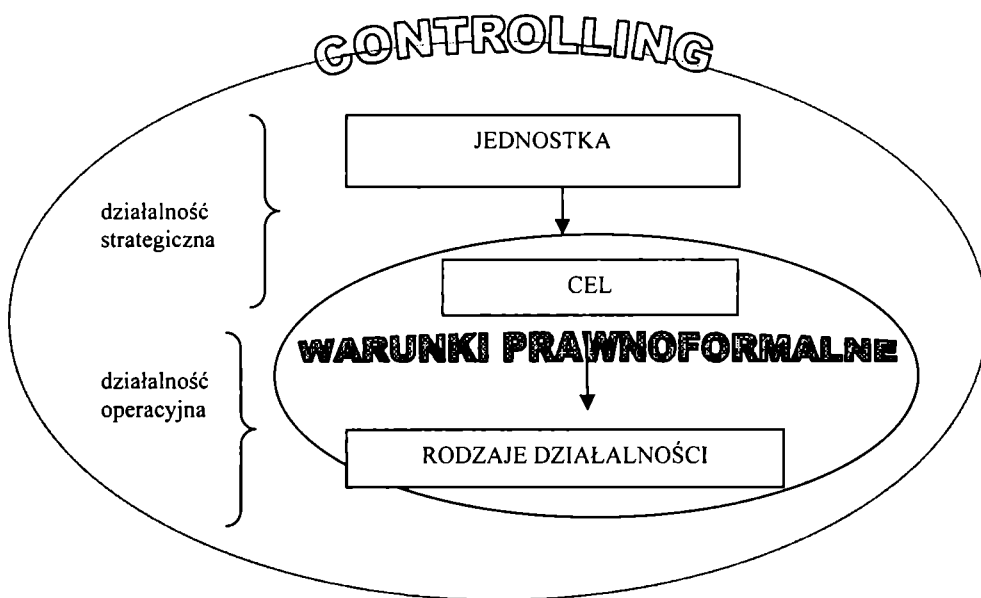 CONTROLLING
JEDNOSTKA
działalność
strategiczna
CEL
WARUNKI PRAWNOFORMALNE
działalność
operacyjna
RODZAJE DZIAŁALNOŚCI